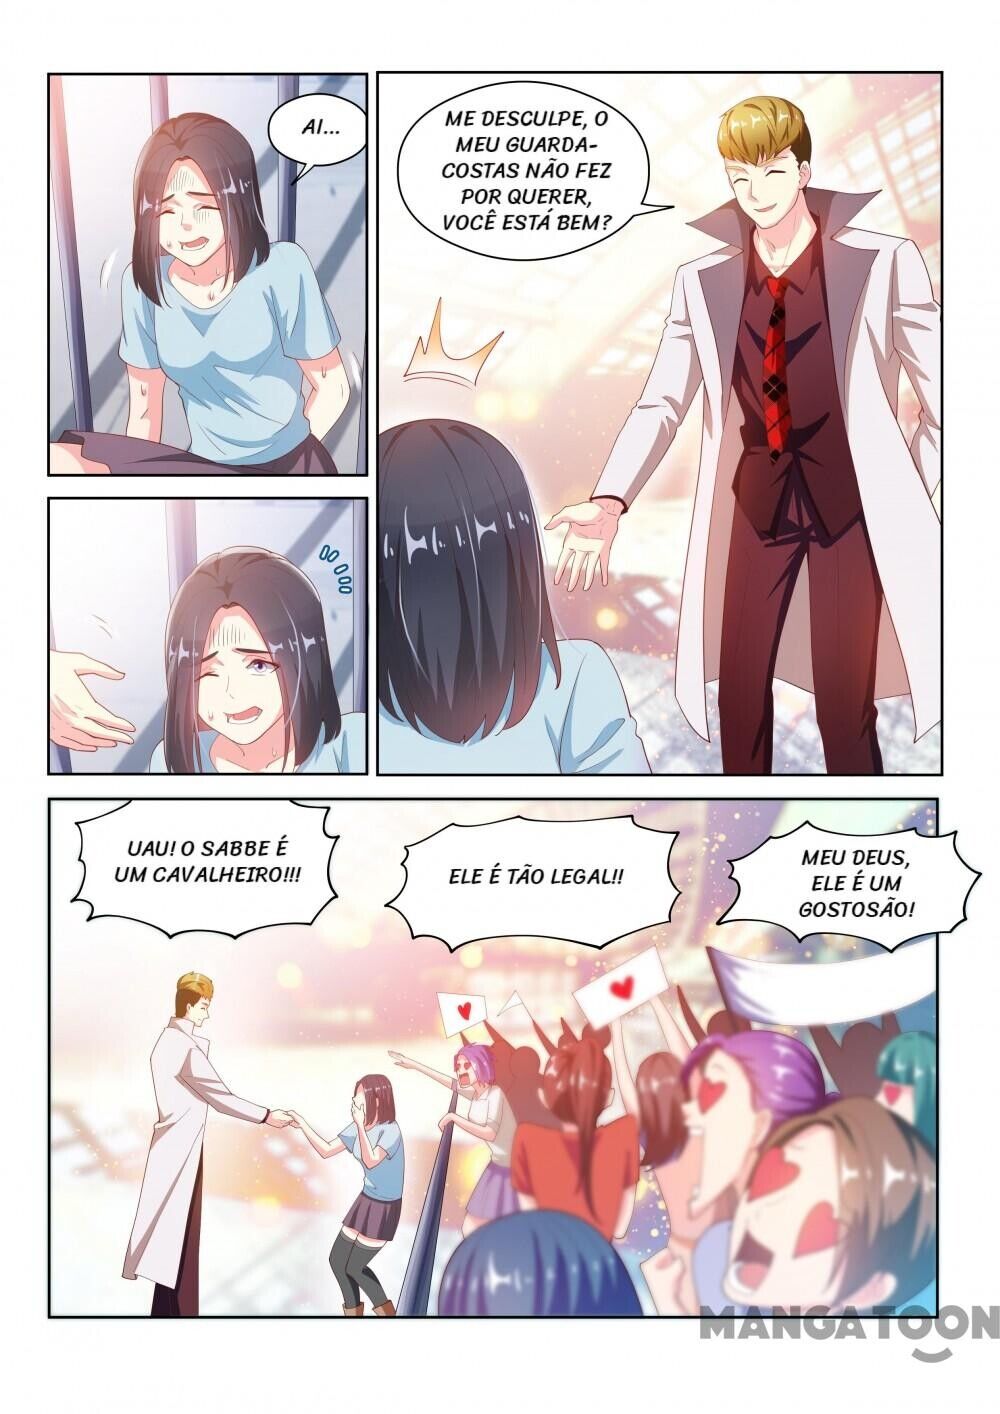 AI...
ME DESCULPE, O
MEU GUARDA-
COSTAS NÃO FEZ
POR QUERER,
VOCÊ ESTÁ BEM?
UAU! O SABBE É
UM CAVALHEIRO!!!
ELE É TÃO LEGAL!!
MEU DEUS,
ELE É UM
GOSTOSÃO!
MANGATOON